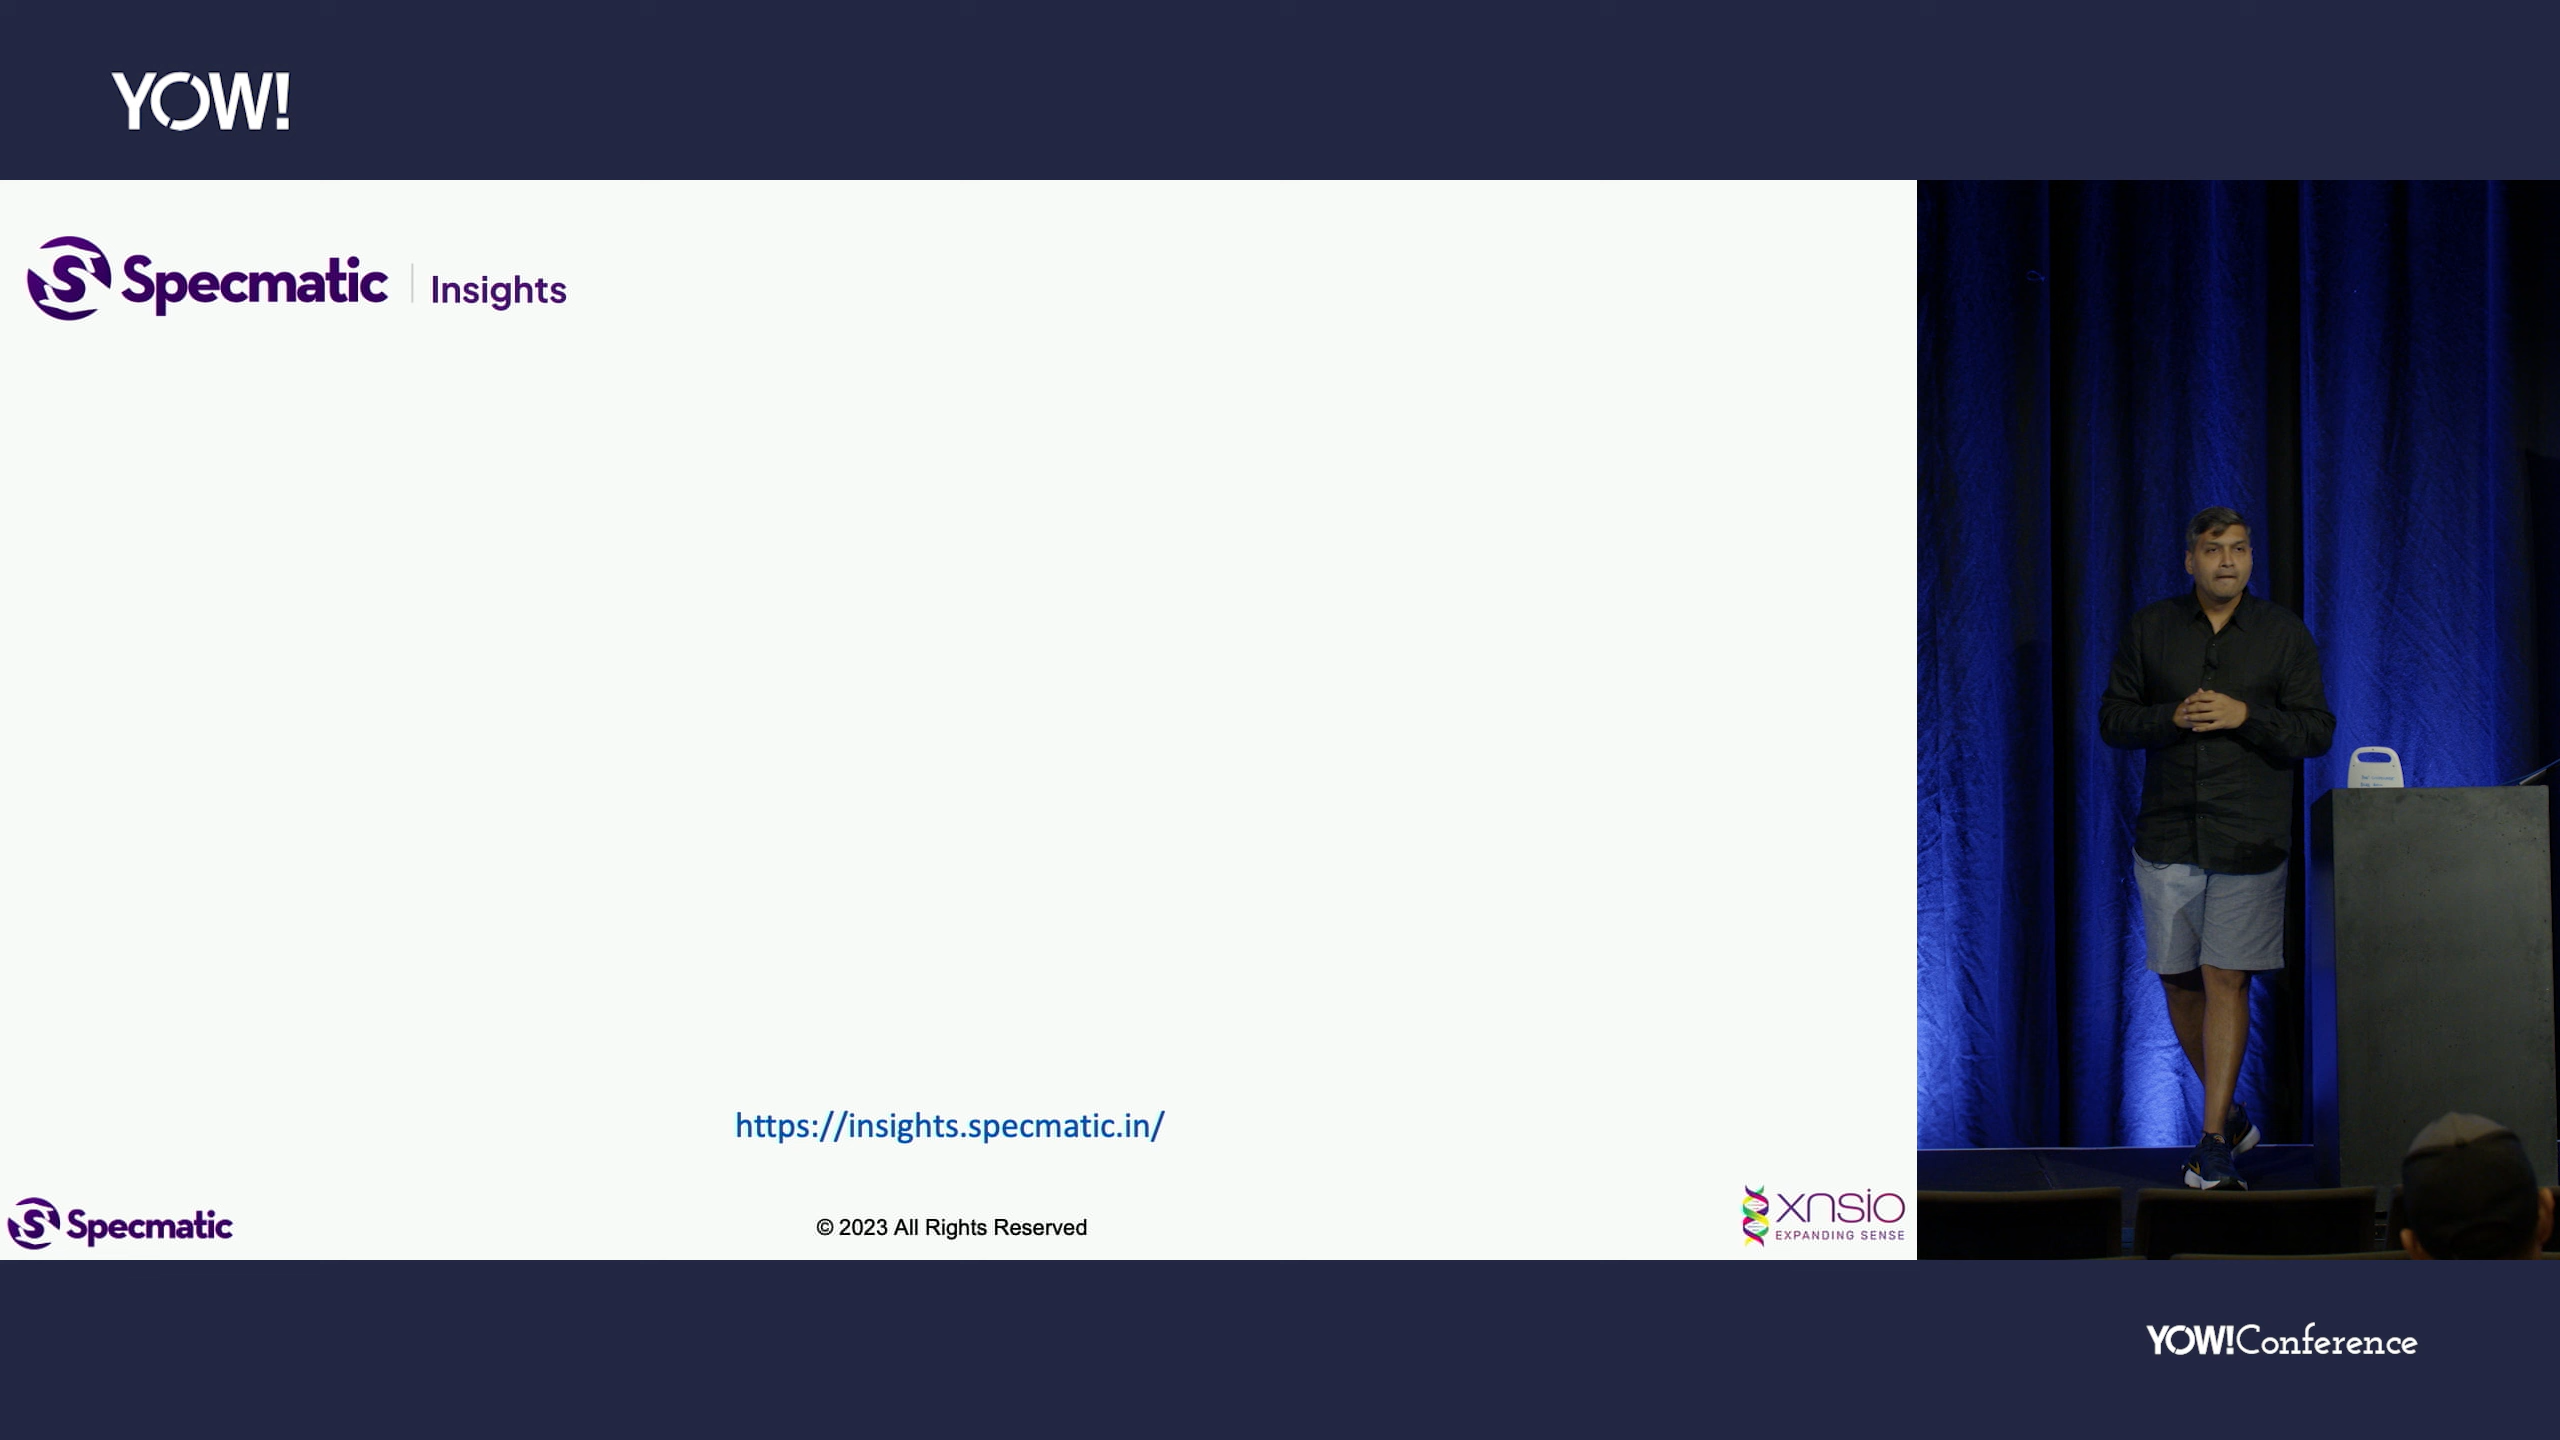 YOW!
Specmatic | Insights
https://insights.specmatic.in/
Specmatic
© 2023 All Rights Reserved
xnsio
EXPANDING SENSE
YOW!Conference